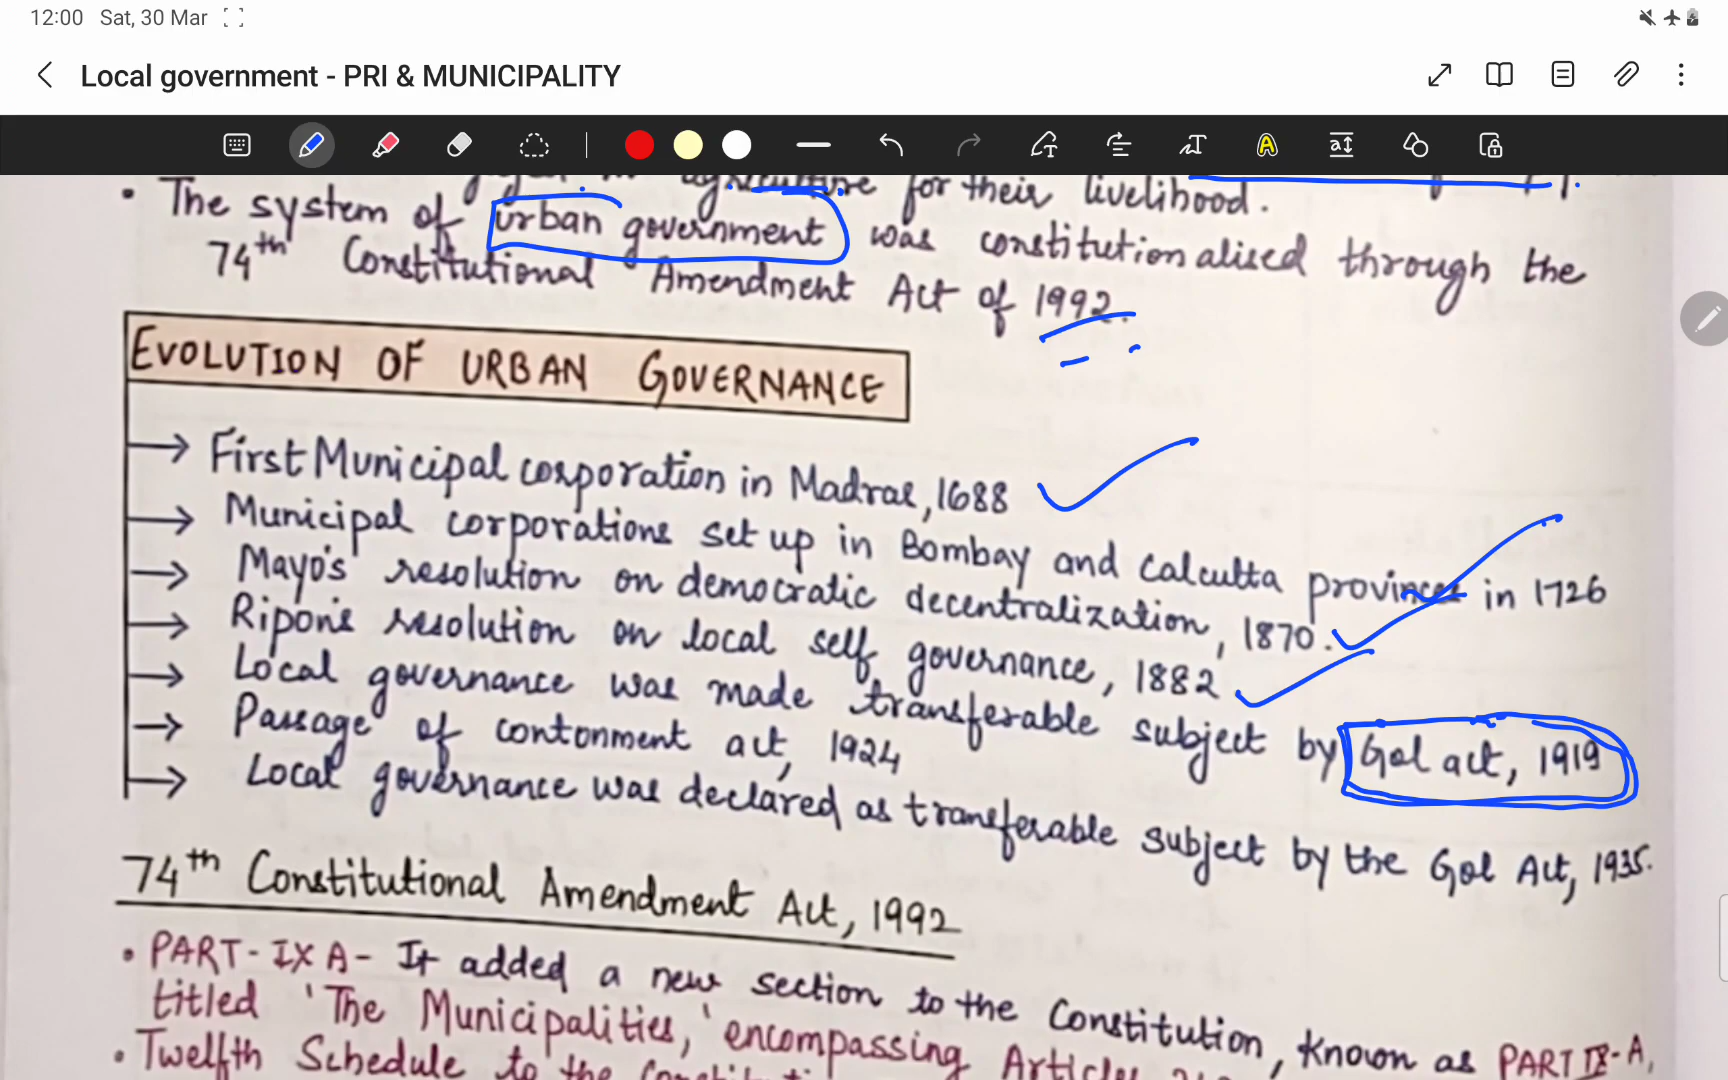 12:00 Sat, 30 Mar
Local government - PRI & MUNICIPALITY
in agriculture for their livelihood.
• The system of urban government was constitutionalised through the
74th Constitutional Amendment Act of 1992.
EVOLUTION OF URBAN GOVERNANCE
→ First Municipal corporation in Madras, 1688
→ Municipal corporations set up in Bombay and Calcutta provinces in 1726
→ Mayo's resolution on democratic decentralization, 1870.
→ Ripon's resolution on local self governance, 1882
→ Local governance was made transferable subject by GoI act, 1919
→ Passage of contonment act, 1924
→ Local governance was declared as transferable subject by the GoI Act, 1935.
74th Constitutional Amendment Act, 1992
• PART-IX A- It added a new section to the Constitution, known as PART IX-A,
titled 'The Municipalities,' encompassing Articles
• Twelfth Schedule to the